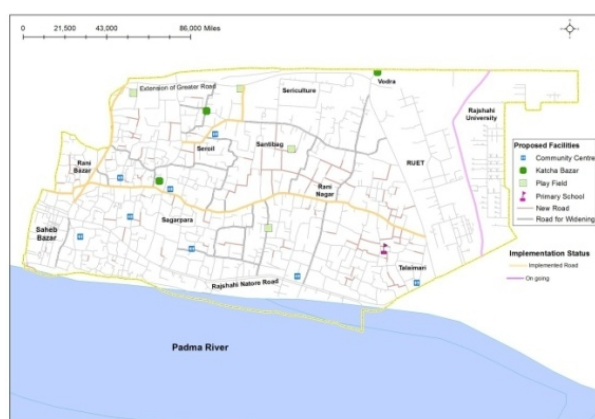 0 21,500 43,000 86,000 Miles
Vodra
Extension of Greater Road
Sericulture
Rajshahi
University
Seroil
Santibag
RUET
Rani
Bazar
Rani
Nagar
Sagarpara
Saheb
Bazar
Talaimari
Rajshahi Natore Road
Padma River
Proposed Facilities
Community Centre
Katcha Bazar
Play Field
Primary School
New Road
Road for Widening
Implementation Status
Implemented Road
On going